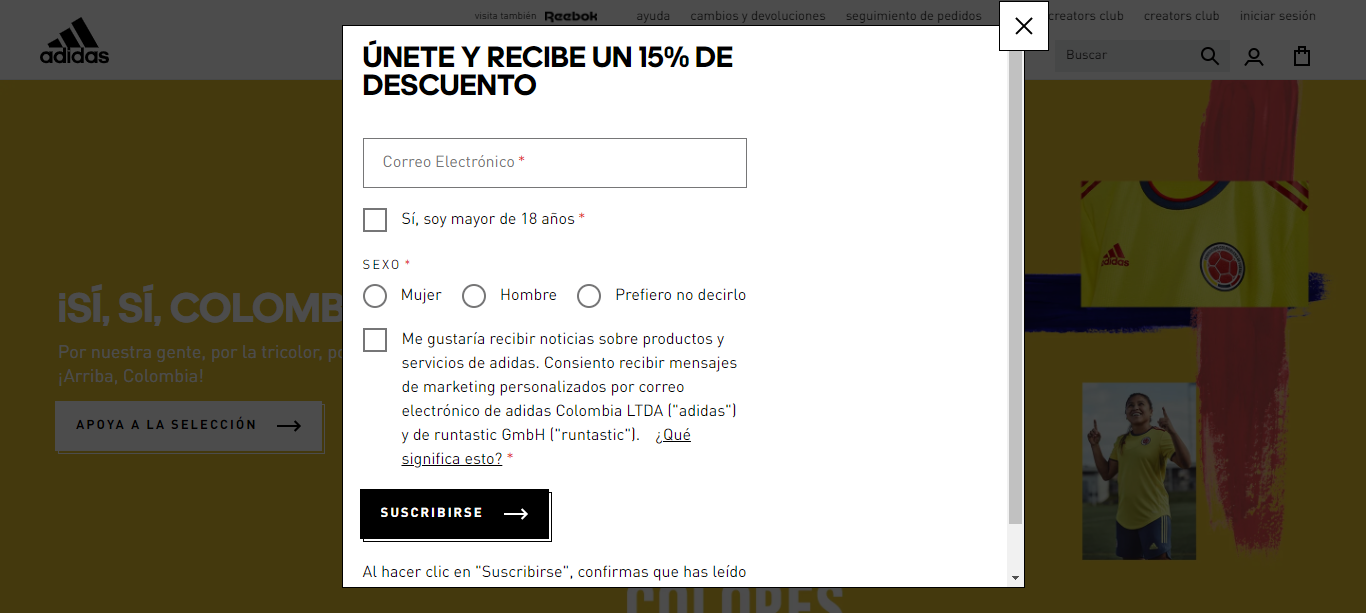 visita también Reebok ayuda cambios y devoluciones seguimiento de pedidos creators club creators club iniciar sesión
adidas
Buscar
ÚNETE Y RECIBE UN 15% DE
DESCUENTO
Correo Electrónico *
Sí, soy mayor de 18 años *
SEXO *
Mujer Hombre Prefiero no decirlo
Me gustaría recibir noticias sobre productos y
servicios de adidas. Consiento recibir mensajes
de marketing personalizados por correo
electrónico de adidas Colombia LTDA ("adidas")
y de runtastic GmbH ("runtastic"). ¿Qué
significa esto? *
SUSCRIBIRSE
Al hacer clic en "Suscribirse", confirmas que has leído
¡SÍ, SÍ, COLOMB
Por nuestra gente, por la tricolor, po
¡Arriba, Colombia!
APOYA A LA SELECCIÓN
adidas
COLORES